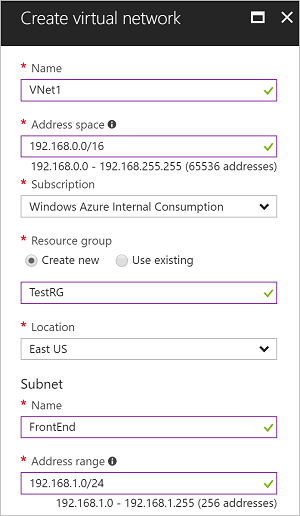 Create virtual network
* Name
VNet1
* Address space
192.168.0.0/16
192.168.0.0 - 192.168.255.255 (65536 addresses)
* Subscription
Windows Azure Internal Consumption
* Resource group
Create new Use existing
TestRG
* Location
East US
Subnet
* Name
FrontEnd
* Address range
192.168.1.0/24
192.168.1.0 - 192.168.1.255 (256 addresses)